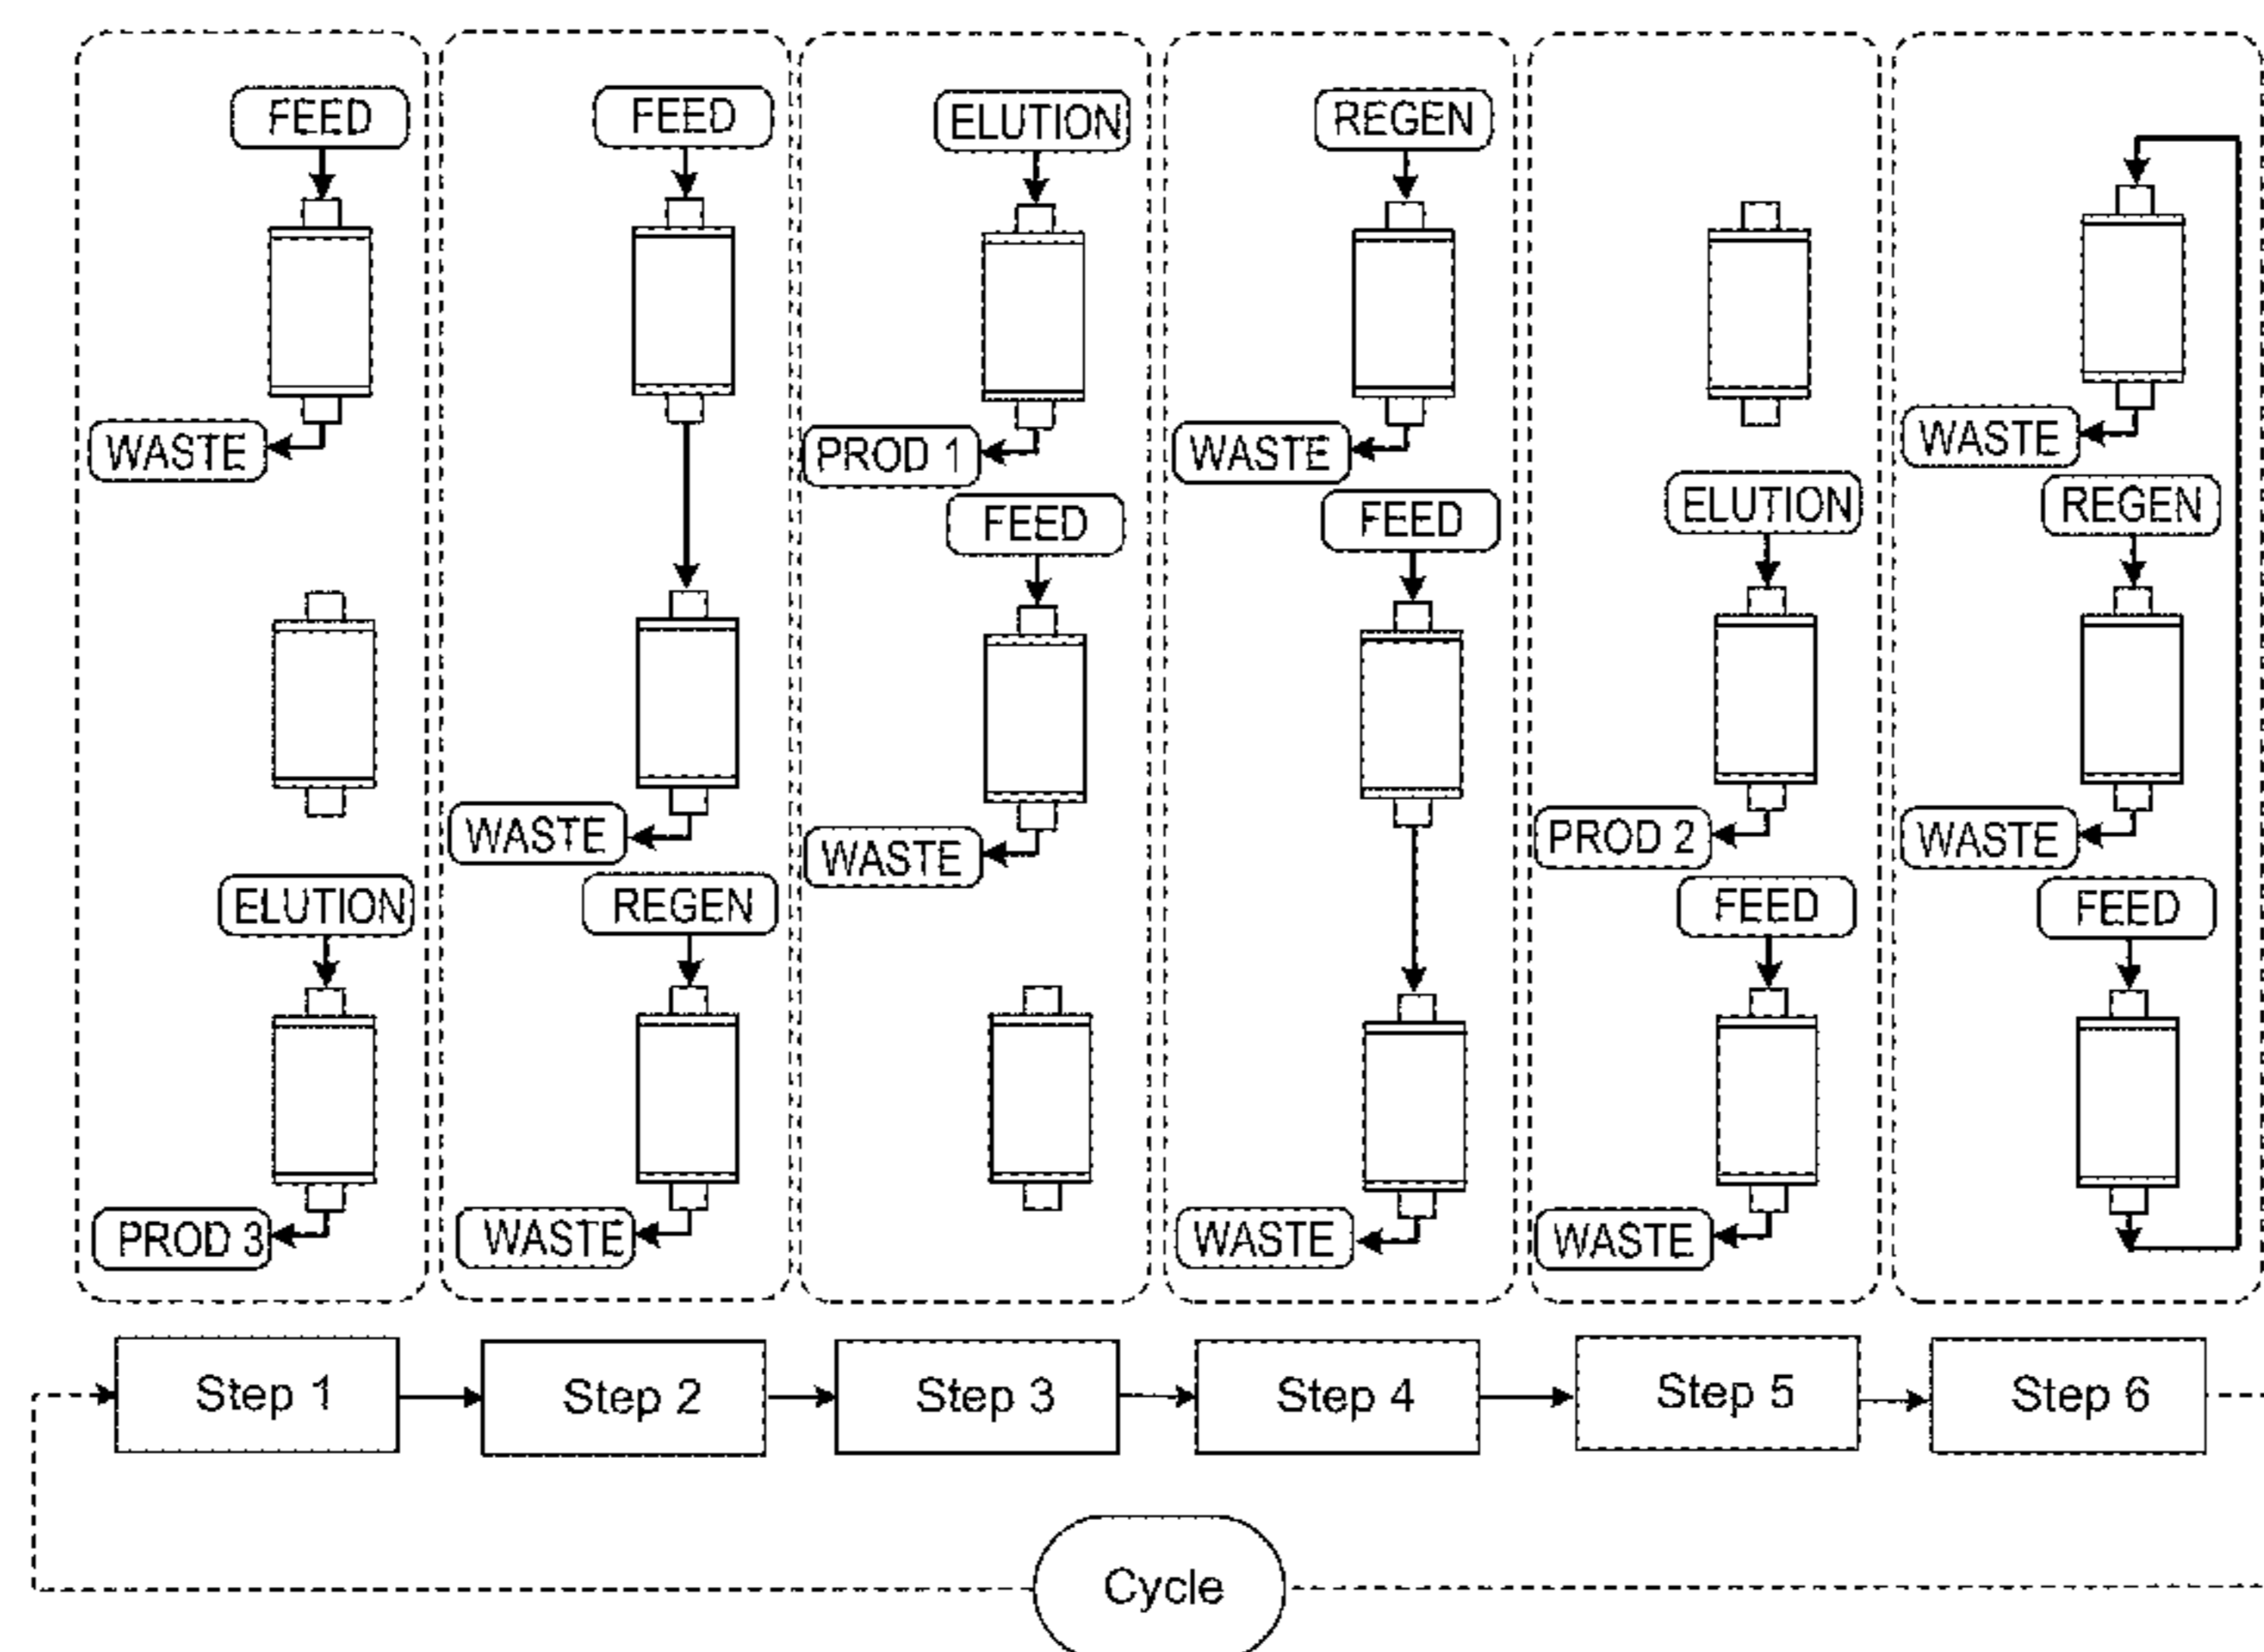 FEED
WASTE
ELUTION
PROD 3
FEED
WASTE
REGEN
WASTE
ELUTION
PROD 1
FEED
WASTE
REGEN
WASTE
FEED
WASTE
ELUTION
PROD 2
FEED
WASTE
WASTE
REGEN
WASTE
FEED
Step 1
Step 2
Step 3
Step 4
Step 5
Step 6
Cycle